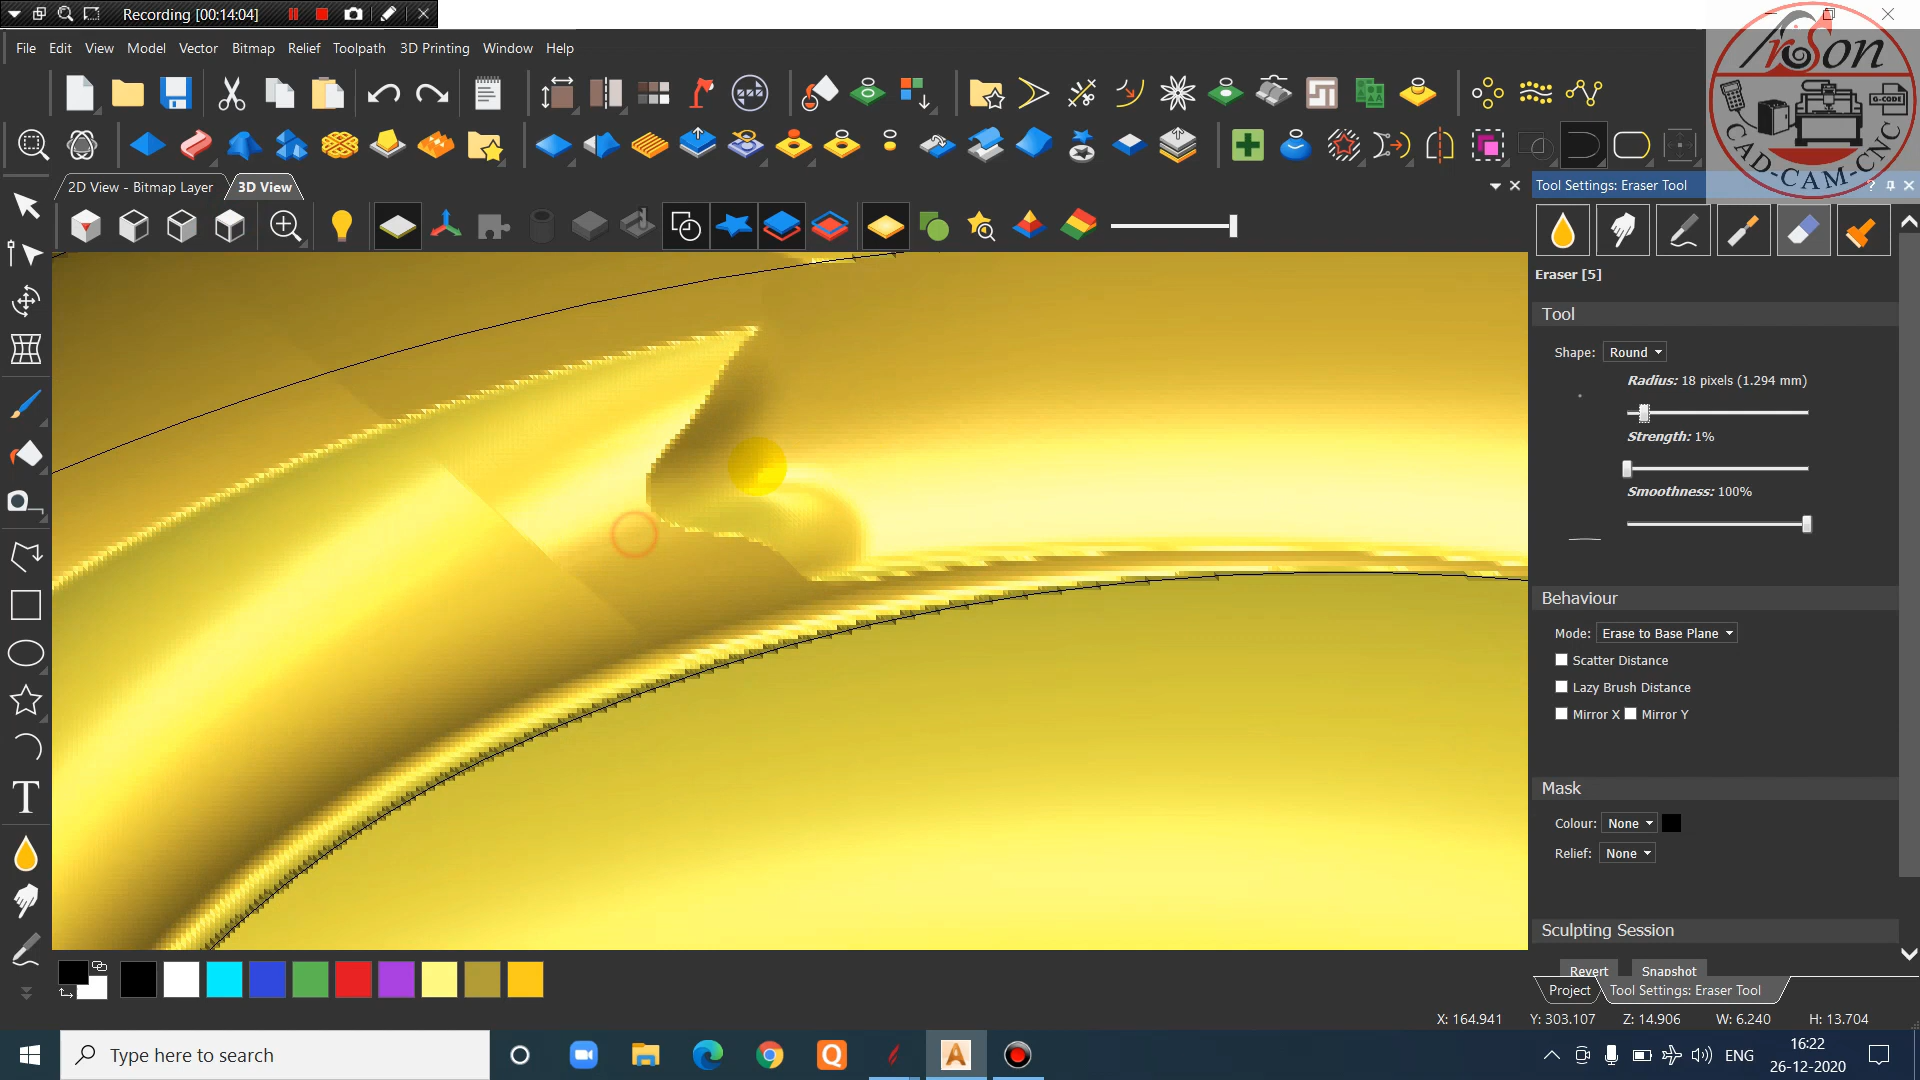 Recording [00:14:04]
File Edit View Model Vector Bitmap Relief Toolpath 3D Printing Window Help
ArSon
G-CODE
CAD-CAM-CNC
2D View - Bitmap Layer
3D View
Tool Settings: Eraser Tool
Eraser [5]
Tool
Shape: Round
Radius: 18 pixels (1.294 mm)
Strength: 1%
Smoothness: 100%
Behaviour
Mode: Erase to Base Plane
Scatter Distance
Lazy Brush Distance
Mirror X Mirror Y
Mask
Colour: None
Relief: None
Sculpting Session
Revert Snapshot
Project Tool Settings: Eraser Tool
X: 164.941 Y: 303.107 Z: 14.906 W: 6.240 H: 13.704
Type here to search
ENG
16:22
26-12-2020